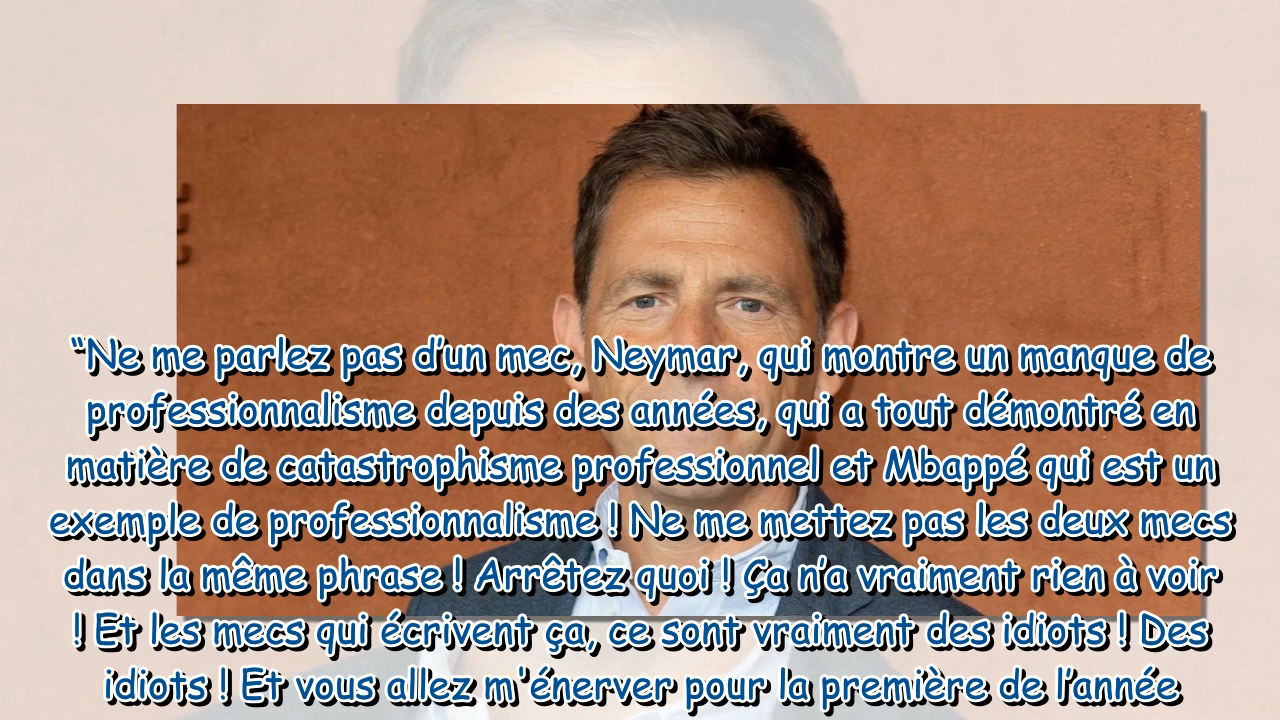 “Ne me parlez pas d’un mec, Neymar, qui montre un manque de
professionnalisme depuis des années, qui a tout démontré en
matière de catastrophisme professionnel et Mbappé qui est un
exemple de professionnalisme ! Ne me mettez pas les deux mecs
dans la même phrase ! Arrêtez quoi ! Ça n’a vraiment rien à voir
! Et les mecs qui écrivent ça, ce sont vraiment des idiots ! Des
idiots ! Et vous allez m'énerver pour la première de l’année